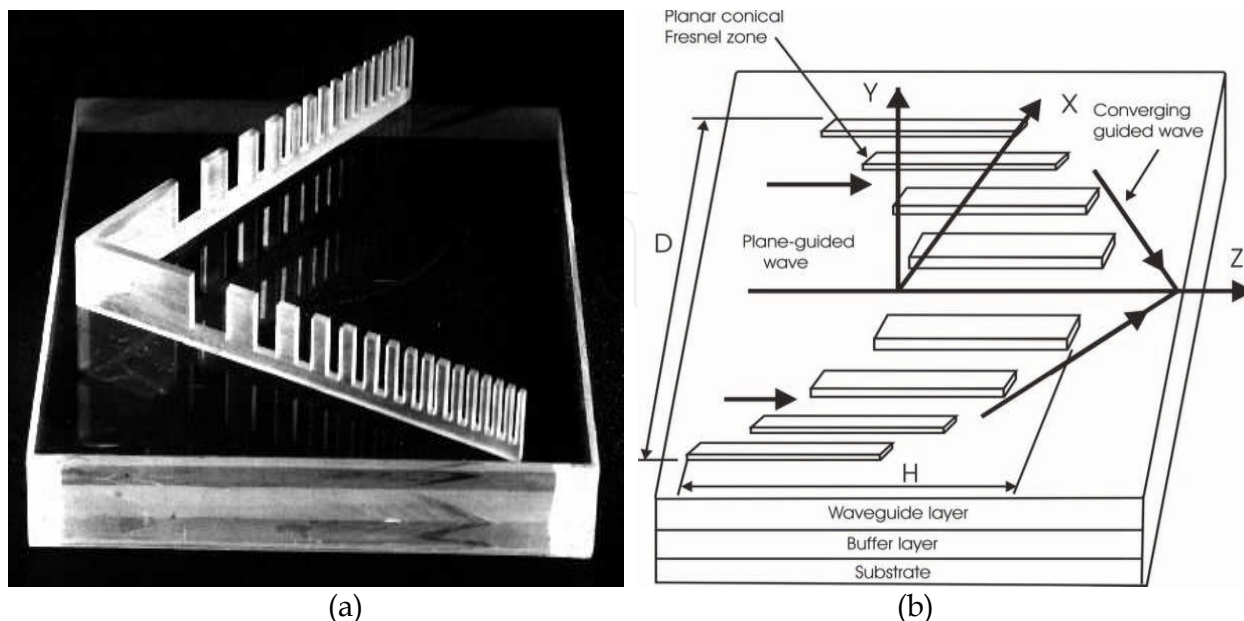 Planar conical
Fresnel zone
Y
X
Converging
guided wave
D
Plane-guided
wave
Z
H
Waveguide layer
Buffer layer
Substrate
(a)
(b)